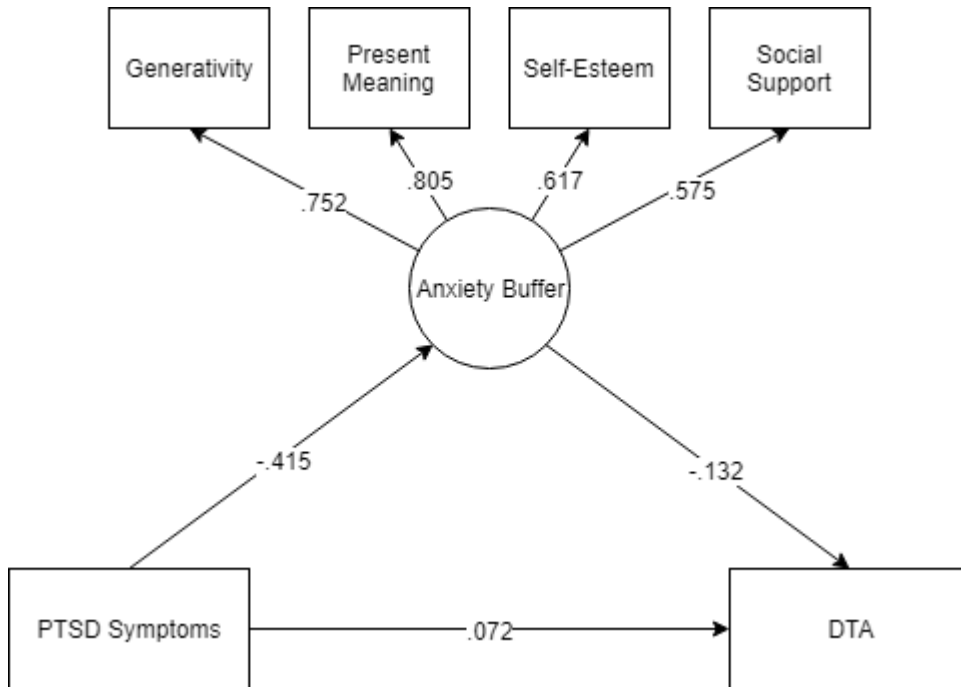 Generativity
Present
Meaning
Self-Esteem
Social
Support
.752
.805
.617
.575
Anxiety Buffer
-.415
-.132
PTSD Symptoms
.072
DTA